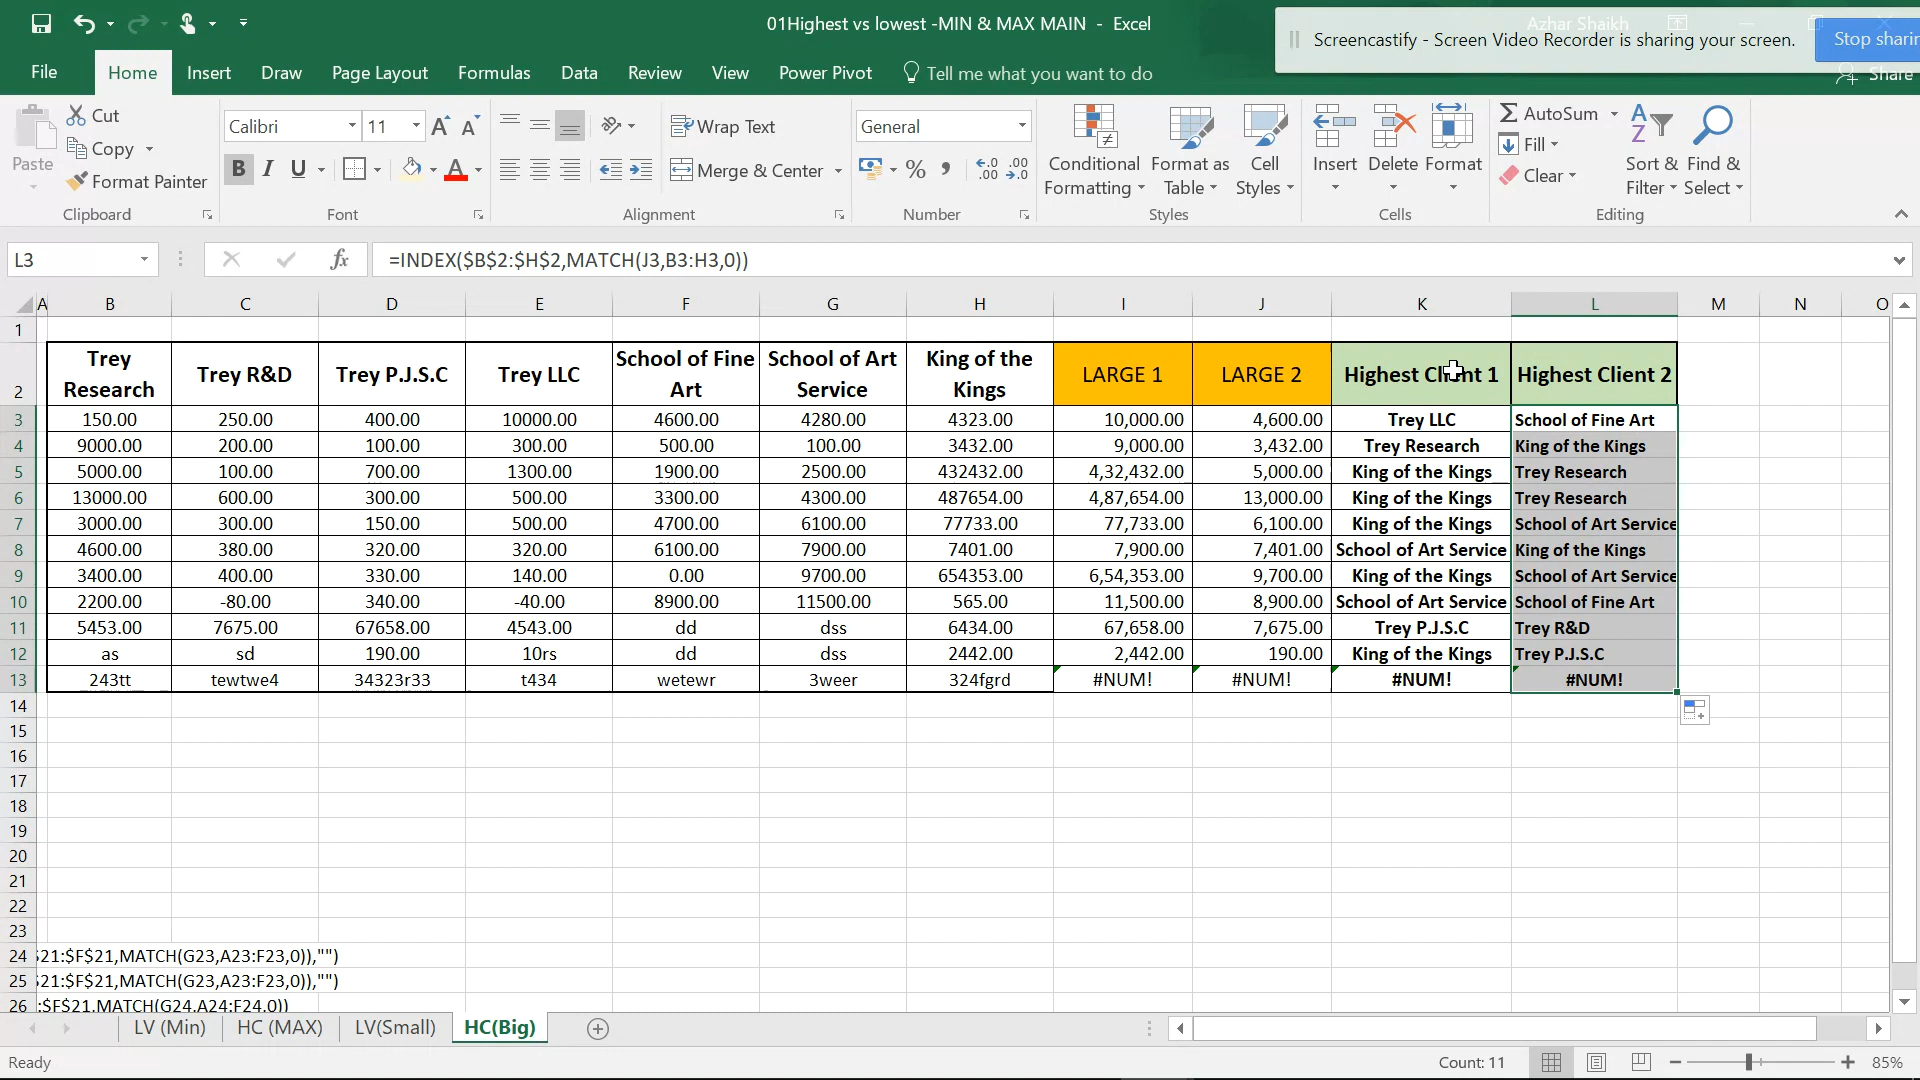 01Highest vs lowest -MIN & MAX MAIN - Excel
Azhar Shaikh
Screencastify - Screen Video Recorder is sharing your screen.
Stop sharin
File Home Insert Draw Page Layout Formulas Data Review View Power Pivot Tell me what you want to do
Share
Paste
Cut
Copy
Format Painter
Calibri 11
B I U
Wrap Text
Merge & Center
General
Conditional Formatting
Format as Table
Cell Styles
Insert Delete Format
AutoSum
Fill
Clear
Sort & Filter
Find & Select
Clipboard Font Alignment Number Styles Cells Editing
L3 fx =INDEX($B$2:$H$2,MATCH(J3,B3:H3,0))
A B C D E F G H I J K L M N O
1
2 Trey Research Trey R&D Trey P.J.S.C Trey LLC School of Fine Art School of Art Service King of the Kings LARGE 1 LARGE 2 Highest Client 1 Highest Client 2
3 150.00 250.00 400.00 10000.00 4600.00 4280.00 4323.00 10,000.00 4,600.00 Trey LLC School of Fine Art
4 9000.00 200.00 100.00 300.00 500.00 100.00 3432.00 9,000.00 3,432.00 Trey Research King of the Kings
5 5000.00 100.00 700.00 1300.00 1900.00 2500.00 432432.00 4,32,432.00 5,000.00 King of the Kings Trey Research
6 13000.00 600.00 300.00 500.00 3300.00 4300.00 487654.00 4,87,654.00 13,000.00 King of the Kings Trey Research
7 3000.00 300.00 150.00 500.00 4700.00 6100.00 77733.00 77,733.00 6,100.00 King of the Kings School of Art Service
8 4600.00 380.00 320.00 320.00 6100.00 7900.00 7401.00 7,900.00 7,401.00 School of Art Service King of the Kings
9 3400.00 400.00 330.00 140.00 0.00 9700.00 654353.00 6,54,353.00 9,700.00 King of the Kings School of Art Service
10 2200.00 -80.00 340.00 -40.00 8900.00 11500.00 565.00 11,500.00 8,900.00 School of Art Service School of Fine Art
11 5453.00 7675.00 67658.00 4543.00 dd dss 6434.00 67,658.00 7,675.00 Trey P.J.S.C Trey R&D
12 as sd 190.00 10rs dd dss 2442.00 2,442.00 190.00 King of the Kings Trey P.J.S.C
13 243tt tewtwe4 34323r33 t434 wetewr 3weer 324fgrd #NUM! #NUM! #NUM! #NUM!
14
15
16
17
18
19
20
21
22
23
24 $21:$F$21,MATCH(G23,A23:F23,0)),"")
25 $21:$F$21,MATCH(G23,A23:F23,0)),"")
26 :$F$21,MATCH(G24,A24:F24,0))
LV (Min) HC (MAX) LV(Small) HC(Big)
Ready Count: 11 85%